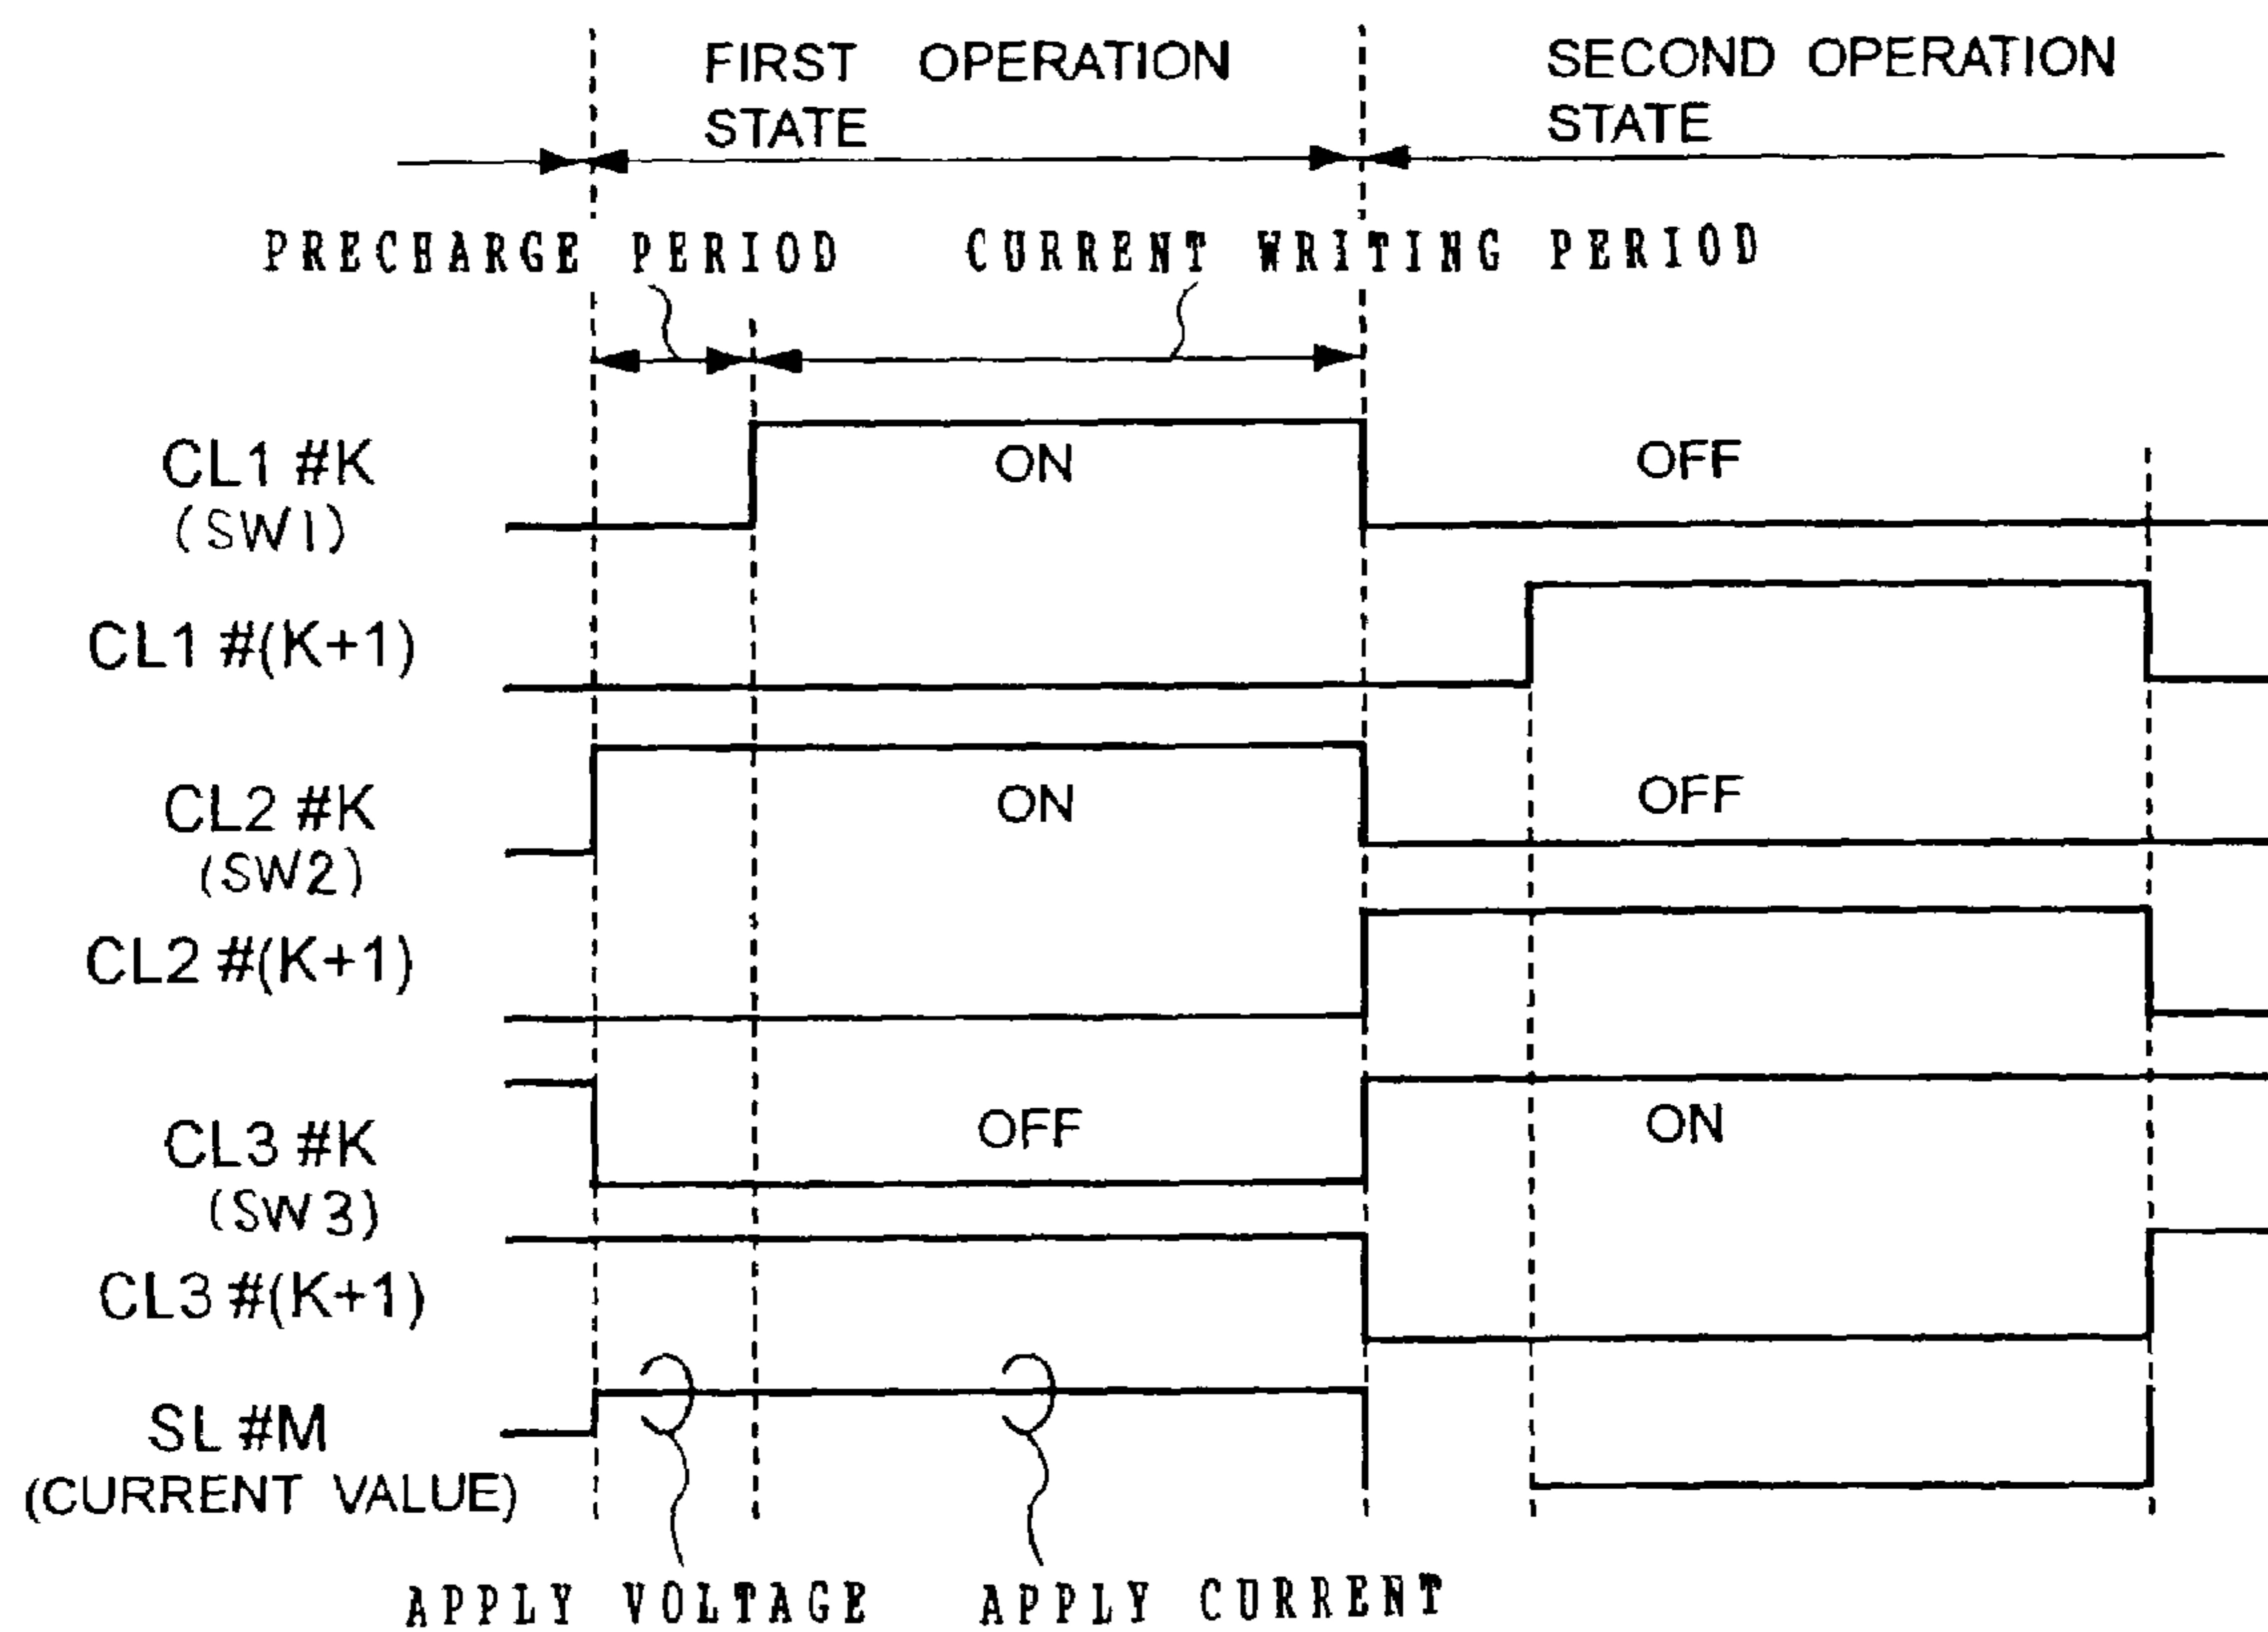 FIRST OPERATION
STATE
SECOND OPERATION
STATE
PRECHARGE PERIOD
CURRENT WRITING PERIOD
CL1 #K
(SW1)
ON
OFF
CL1 #(K+1)
CL2 #K
(SW2)
ON
OFF
CL2 #(K+1)
CL3 #K
(SW3)
OFF
ON
CL3 #(K+1)
SL #M
(CURRENT VALUE)
APPLY VOLTAGE
APPLY CURRENT